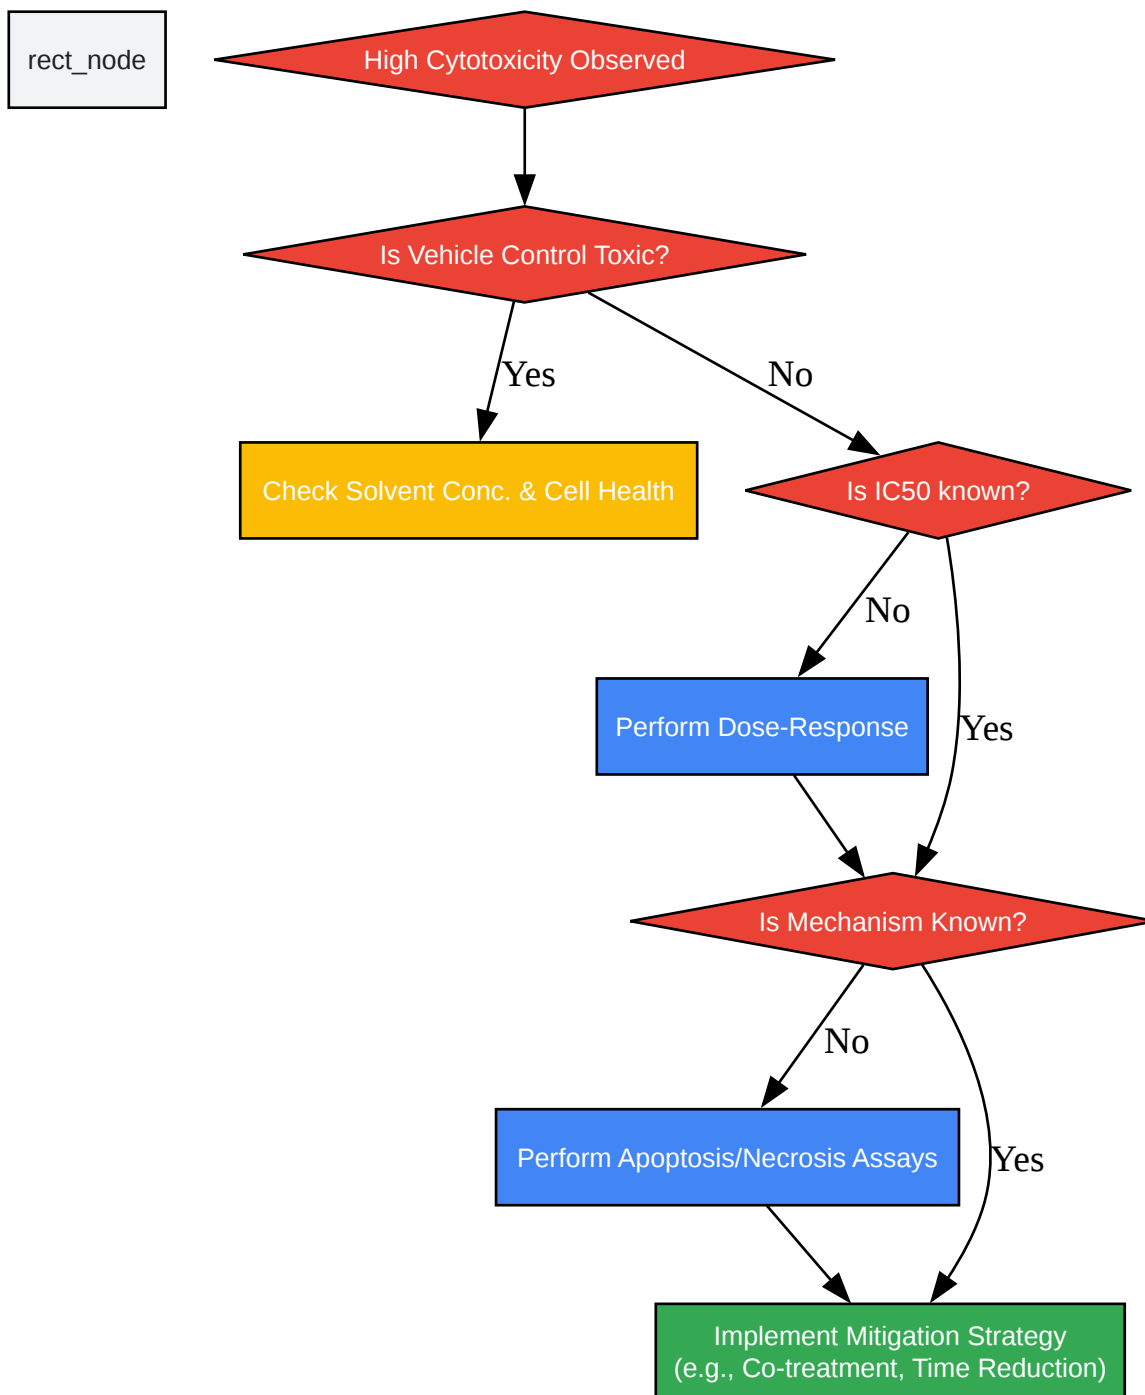 rect_node
High Cytotoxicity Observed
Is Vehicle Control Toxic?
Yes
No
Check Solvent Conc. & Cell Health
Is IC50 known?
No
Perform Dose-Response
Yes
Is Mechanism Known?
No
Perform Apoptosis/Necrosis Assays
Yes
Implement Mitigation Strategy
(e.g., Co-treatment, Time Reduction)